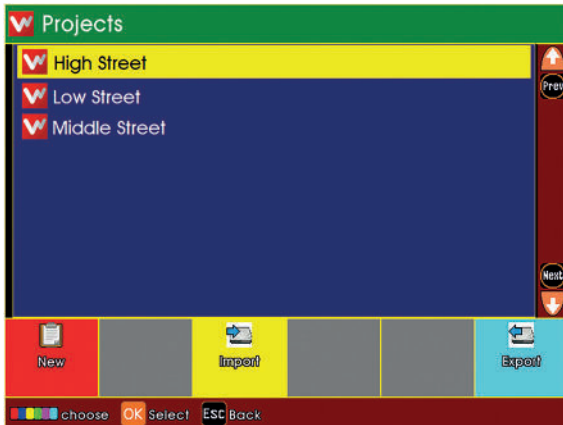 Projects
High Street
Prev
Low Street
Middle Street
Next
New
Import
Export
choose OK Select ESC Back